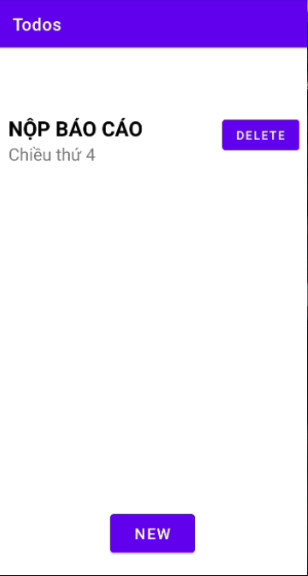 Todos
NỘP BÁO CÁO
DELETE
Chiều thứ 4
NEW